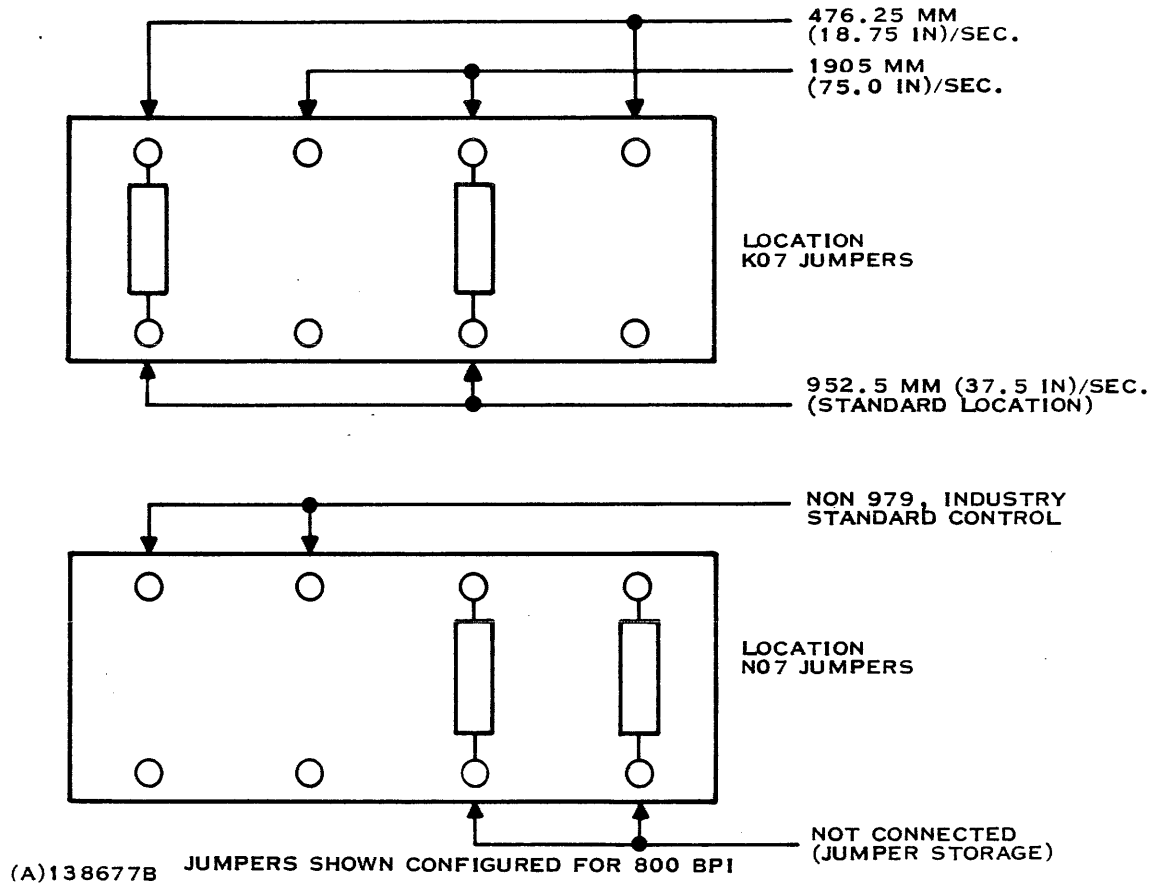 476.25 MM
(18.75 IN)/SEC.
1905 MM
(75.0 IN)/SEC.
LOCATION
K07 JUMPERS
952.5 MM (37.5 IN)/SEC.
(STANDARD LOCATION)
NON 979, INDUSTRY
STANDARD CONTROL
LOCATION
N07 JUMPERS
NOT CONNECTED
(JUMPER STORAGE)
(A)138677B JUMPERS SHOWN CONFIGURED FOR 800 BPI